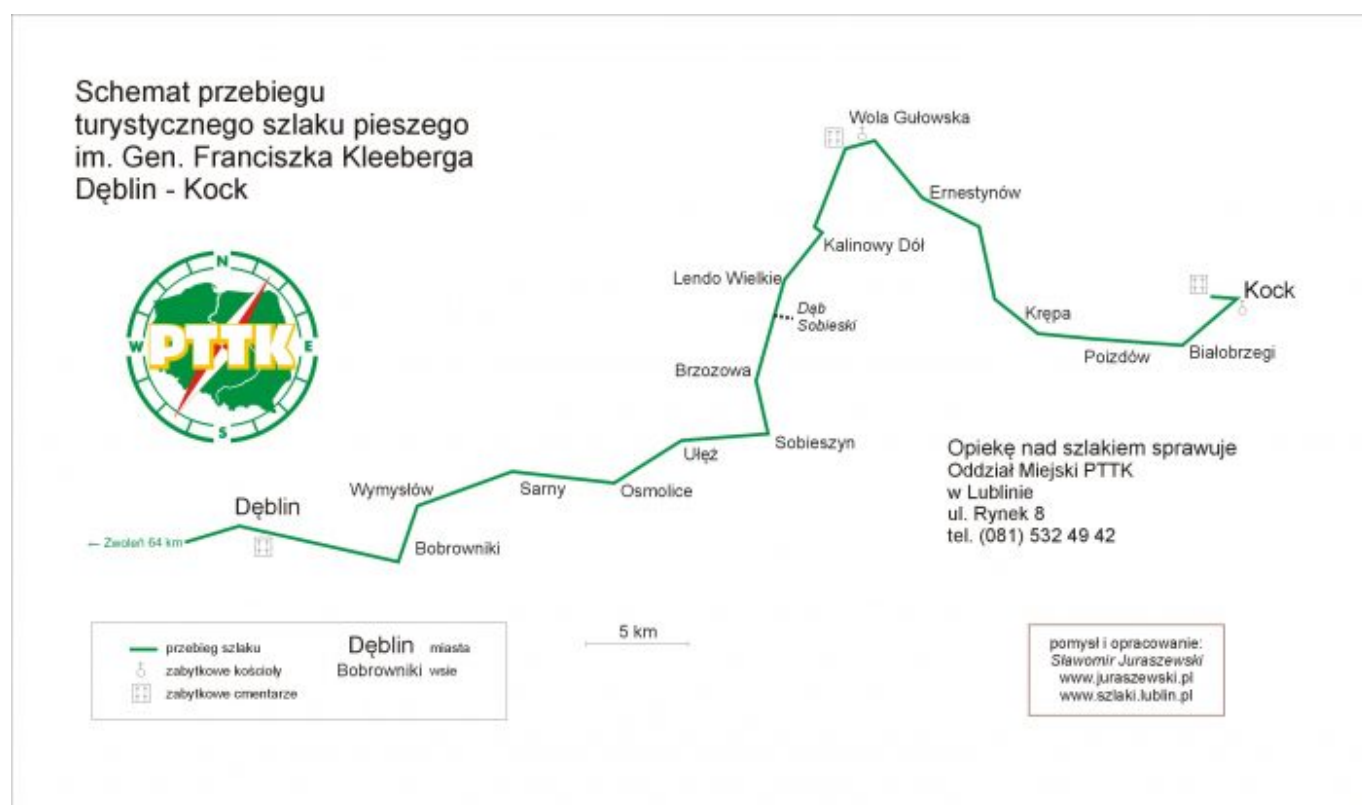 Schemat przebiegu
turystycznego szlaku pieszego
im. Gen. Franciszka Kleeberga
Dęblin - Kock
N
W
E
S
PTTK
Wola Gułowska
Ernestynów
Kalinowy Dół
Lendo Wielkie
Dąb
Sobieski
Kock
Krępa
Poizdów
Białobrzegi
Brzozowa
Sobieszyn
Ułęż
Osmolice
Sarny
Wymysłów
Dęblin
Bobrowniki
← Zwoleń 64 km
Opiekę nad szlakiem sprawuje
Oddział Miejski PTTK
w Lublinie
ul. Rynek 8
tel. (081) 532 49 42
przebieg szlaku
zabytkowe kościoły
zabytkowe cmentarze
Dęblin miasta
Bobrowniki wsie
5 km
pomysł i opracowanie:
Sławomir Juraszewski
www.juraszewski.pl
www.szlaki.lublin.pl